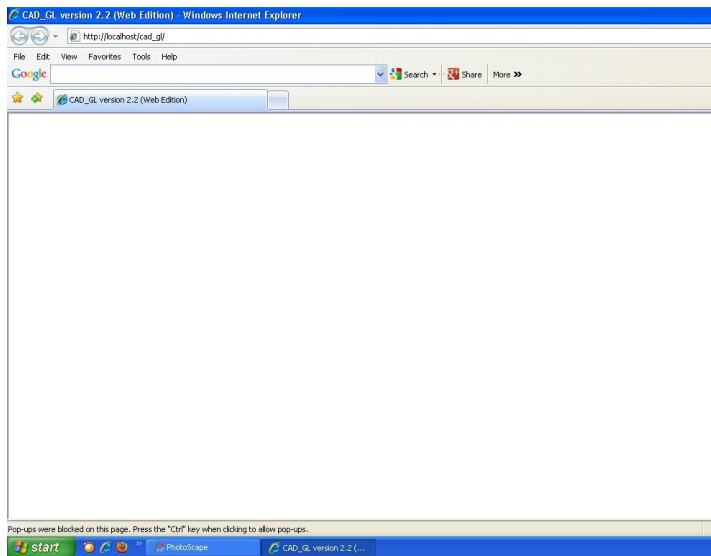 CAD_GL version 2.2 (Web Edition) - Windows Internet Explorer
http://localhost/cad_gl/
File Edit View Favorites Tools Help
Google Search Share More »
CAD_GL version 2.2 (Web Edition)
Pop-ups were blocked on this page. Press the "Ctrl" key when clicking to allow pop-ups.
start » PhotoScape CAD_GL version 2.2 (...